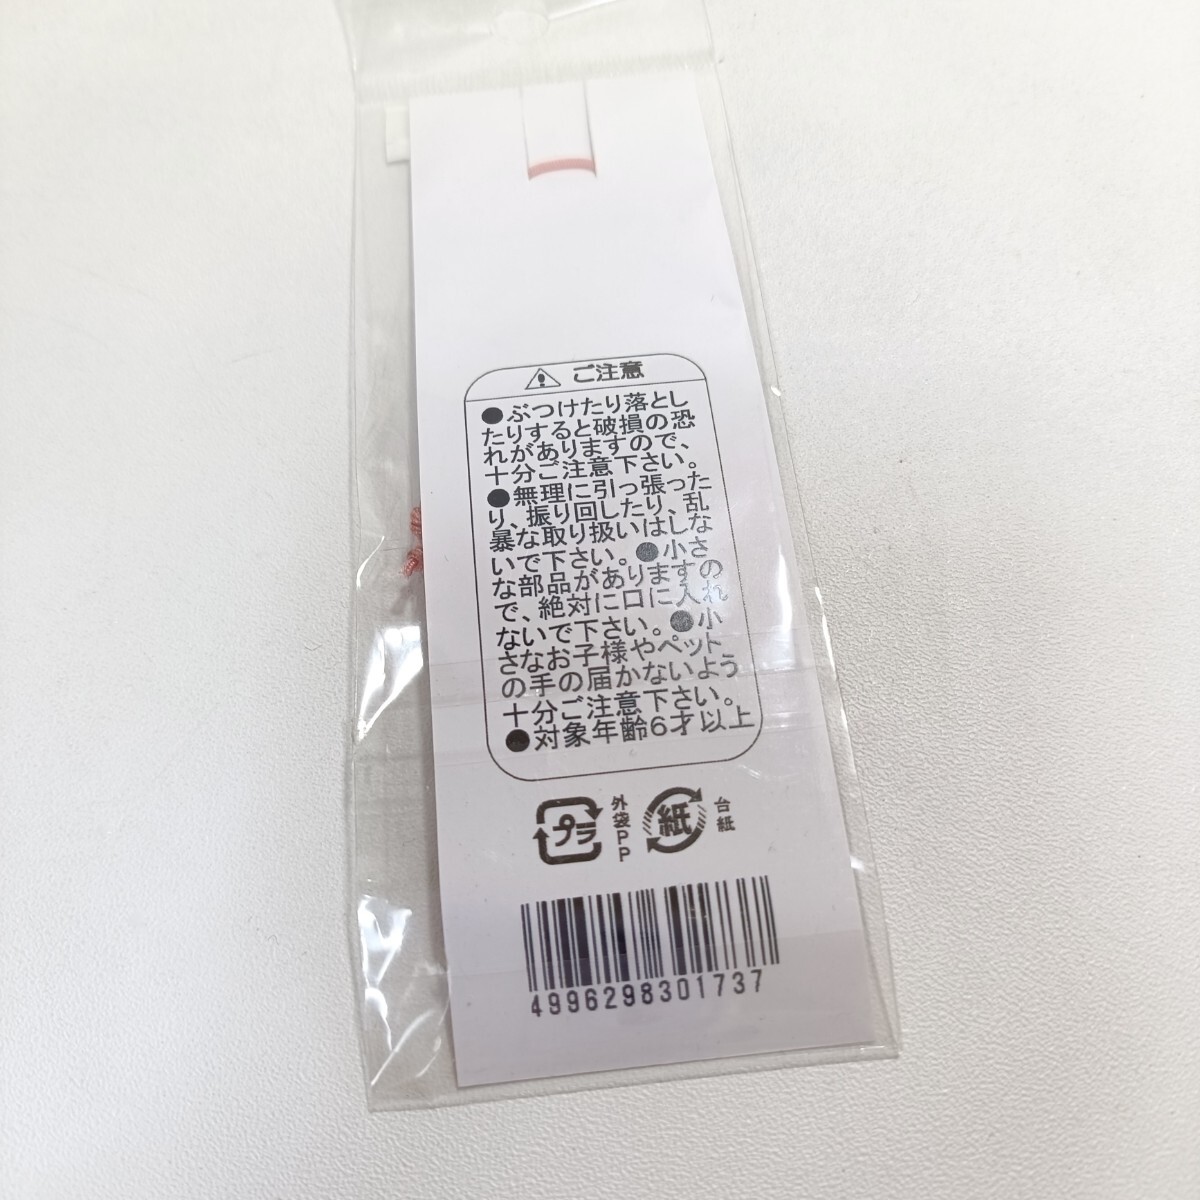 ご注意
●ぶつけたり落とし
たりすると破損の恐
れがありますので、
十分ご注意下さい。
●無理に引っ張った
り、振り回したり、乱
暴な取り扱いはしな
いで下さい。●小さ
な部品がありますの
で、絶対に口に入れ
ないで下さい。●小
さなお子様やペット
の手の届かないよう
十分ご注意下さい。
●対象年齢6才以上
プラ
外袋PP
紙
台紙
4996298301737